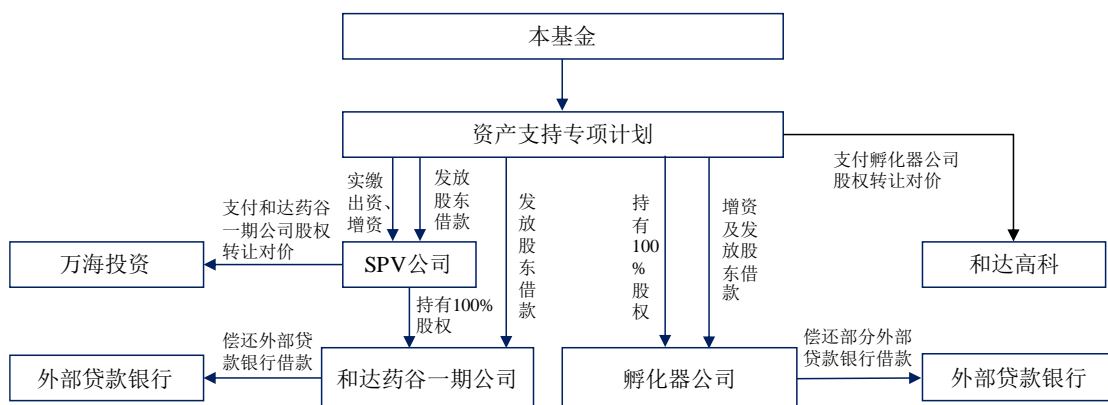 本基金
资产支持专项计划
支付孵化器公司
股权转让对价
实缴
出资、
增资
发放
股东
借款
发
放
股
东
借
款
持
有
100
%
股
权
增资
及发
放股
东借
款
支付和达药谷
一期公司股权
转让对价
万海投资
SPV公司
和达高科
持有100%
股权
偿还外部贷
款银行借款
偿还部分外部
贷款银行借款
外部贷款银行
和达药谷一期公司
孵化器公司
外部贷款银行